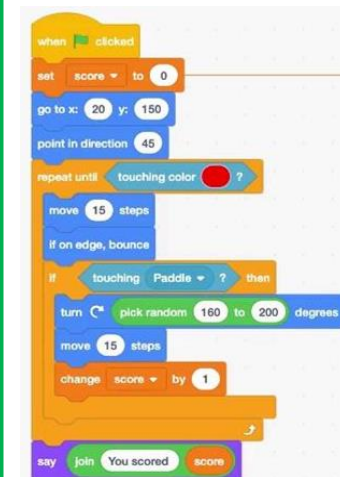 when clicked
set score to 0
go to x: 20 y: 150
point in direction 45
repeat until touching color ?
move 15 steps
if on edge, bounce
if touching Paddle ? then
turn pick random 160 to 200 degrees
move 15 steps
change score by 1
say join You scored score